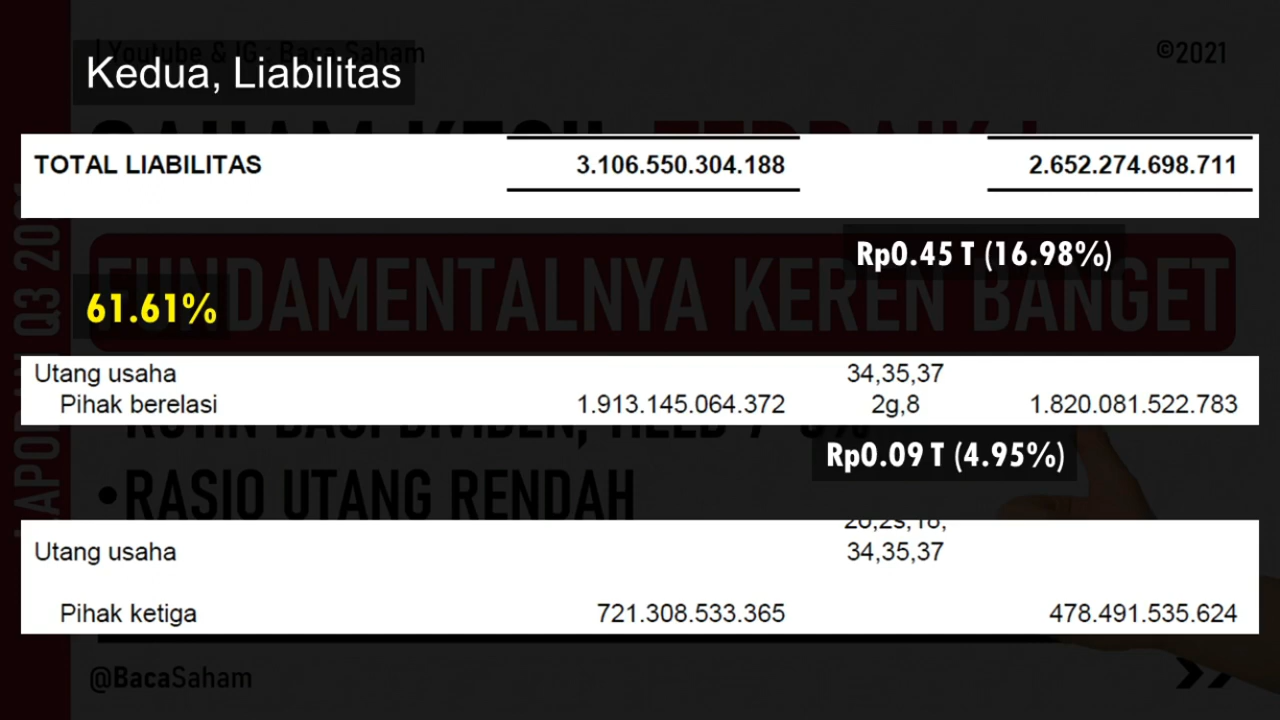 | Youtube & IG : Baca Saham
©2021
Kedua, Liabilitas
TOTAL LIABILITAS 3.106.550.304.188 2.652.274.698.711
Rp0.45 T (16.98%)
FUNDAMENTALNYA KEREN BANGET
61.61%
Utang usaha 34,35,37
Pihak berelasi 1.913.145.064.372 2g,8 1.820.081.522.783
Rp0.09 T (4.95%)
•RASIO UTANG RENDAH
Utang usaha 34,35,37
Pihak ketiga 721.308.533.365 478.491.535.624
@BacaSaham